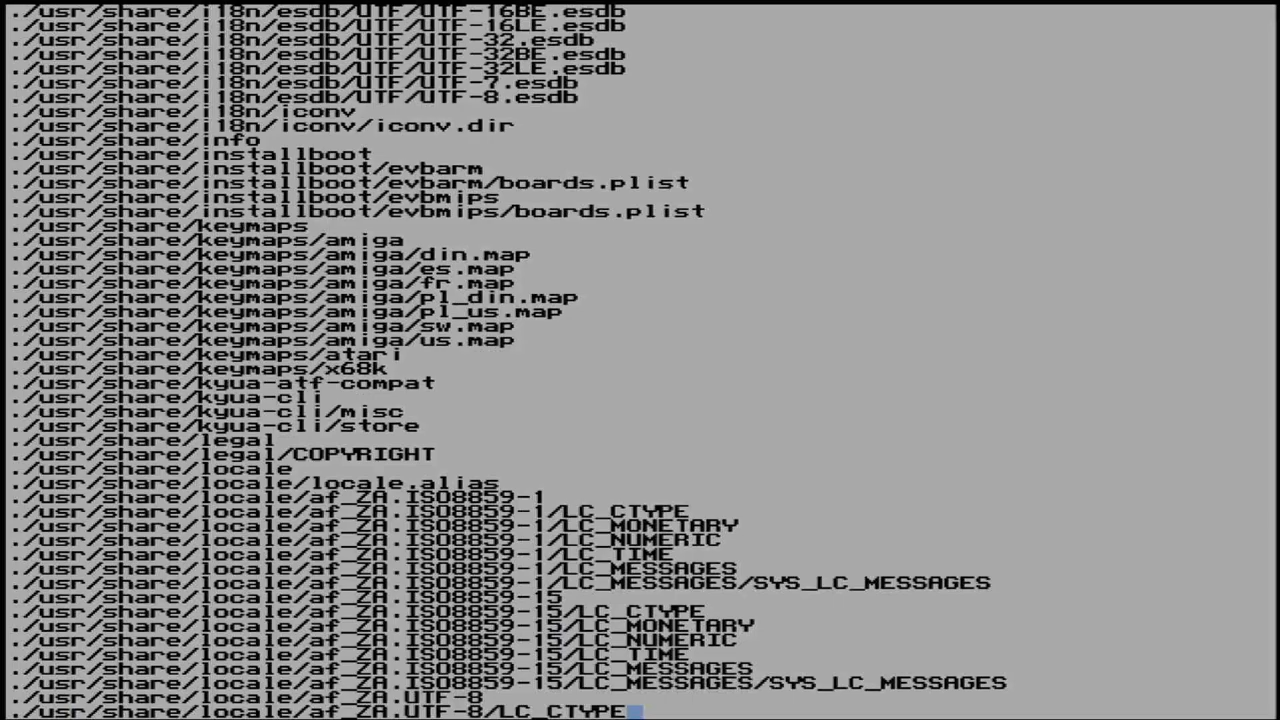 ./usr/share/i18n/esdb/UTF/UTF-16BE.esdb
./usr/share/i18n/esdb/UTF/UTF-16LE.esdb
./usr/share/i18n/esdb/UTF/UTF-32.esdb
./usr/share/i18n/esdb/UTF/UTF-32BE.esdb
./usr/share/i18n/esdb/UTF/UTF-32LE.esdb
./usr/share/i18n/esdb/UTF/UTF-7.esdb
./usr/share/i18n/esdb/UTF/UTF-8.esdb
./usr/share/i18n/iconv
./usr/share/i18n/iconv/iconv.dir
./usr/share/info
./usr/share/installboot
./usr/share/installboot/evbarm
./usr/share/installboot/evbarm/boards.plist
./usr/share/installboot/evbmips
./usr/share/installboot/evbmips/boards.plist
./usr/share/keymaps
./usr/share/keymaps/amiga
./usr/share/keymaps/amiga/din.map
./usr/share/keymaps/amiga/es.map
./usr/share/keymaps/amiga/fr.map
./usr/share/keymaps/amiga/pl_din.map
./usr/share/keymaps/amiga/pl_us.map
./usr/share/keymaps/amiga/sw.map
./usr/share/keymaps/amiga/us.map
./usr/share/keymaps/atari
./usr/share/keymaps/x68k
./usr/share/kyua-atf-compat
./usr/share/kyua-cli
./usr/share/kyua-cli/misc
./usr/share/kyua-cli/store
./usr/share/legal
./usr/share/legal/COPYRIGHT
./usr/share/locale
./usr/share/locale/locale.alias
./usr/share/locale/af_ZA.ISO8859-1
./usr/share/locale/af_ZA.ISO8859-1/LC_CTYPE
./usr/share/locale/af_ZA.ISO8859-1/LC_MONETARY
./usr/share/locale/af_ZA.ISO8859-1/LC_NUMERIC
./usr/share/locale/af_ZA.ISO8859-1/LC_TIME
./usr/share/locale/af_ZA.ISO8859-1/LC_MESSAGES
./usr/share/locale/af_ZA.ISO8859-1/LC_MESSAGES/SYS_LC_MESSAGES
./usr/share/locale/af_ZA.ISO8859-15
./usr/share/locale/af_ZA.ISO8859-15/LC_CTYPE
./usr/share/locale/af_ZA.ISO8859-15/LC_MONETARY
./usr/share/locale/af_ZA.ISO8859-15/LC_NUMERIC
./usr/share/locale/af_ZA.ISO8859-15/LC_TIME
./usr/share/locale/af_ZA.ISO8859-15/LC_MESSAGES
./usr/share/locale/af_ZA.ISO8859-15/LC_MESSAGES/SYS_LC_MESSAGES
./usr/share/locale/af_ZA.UTF-8
./usr/share/locale/af_ZA.UTF-8/LC_CTYPE